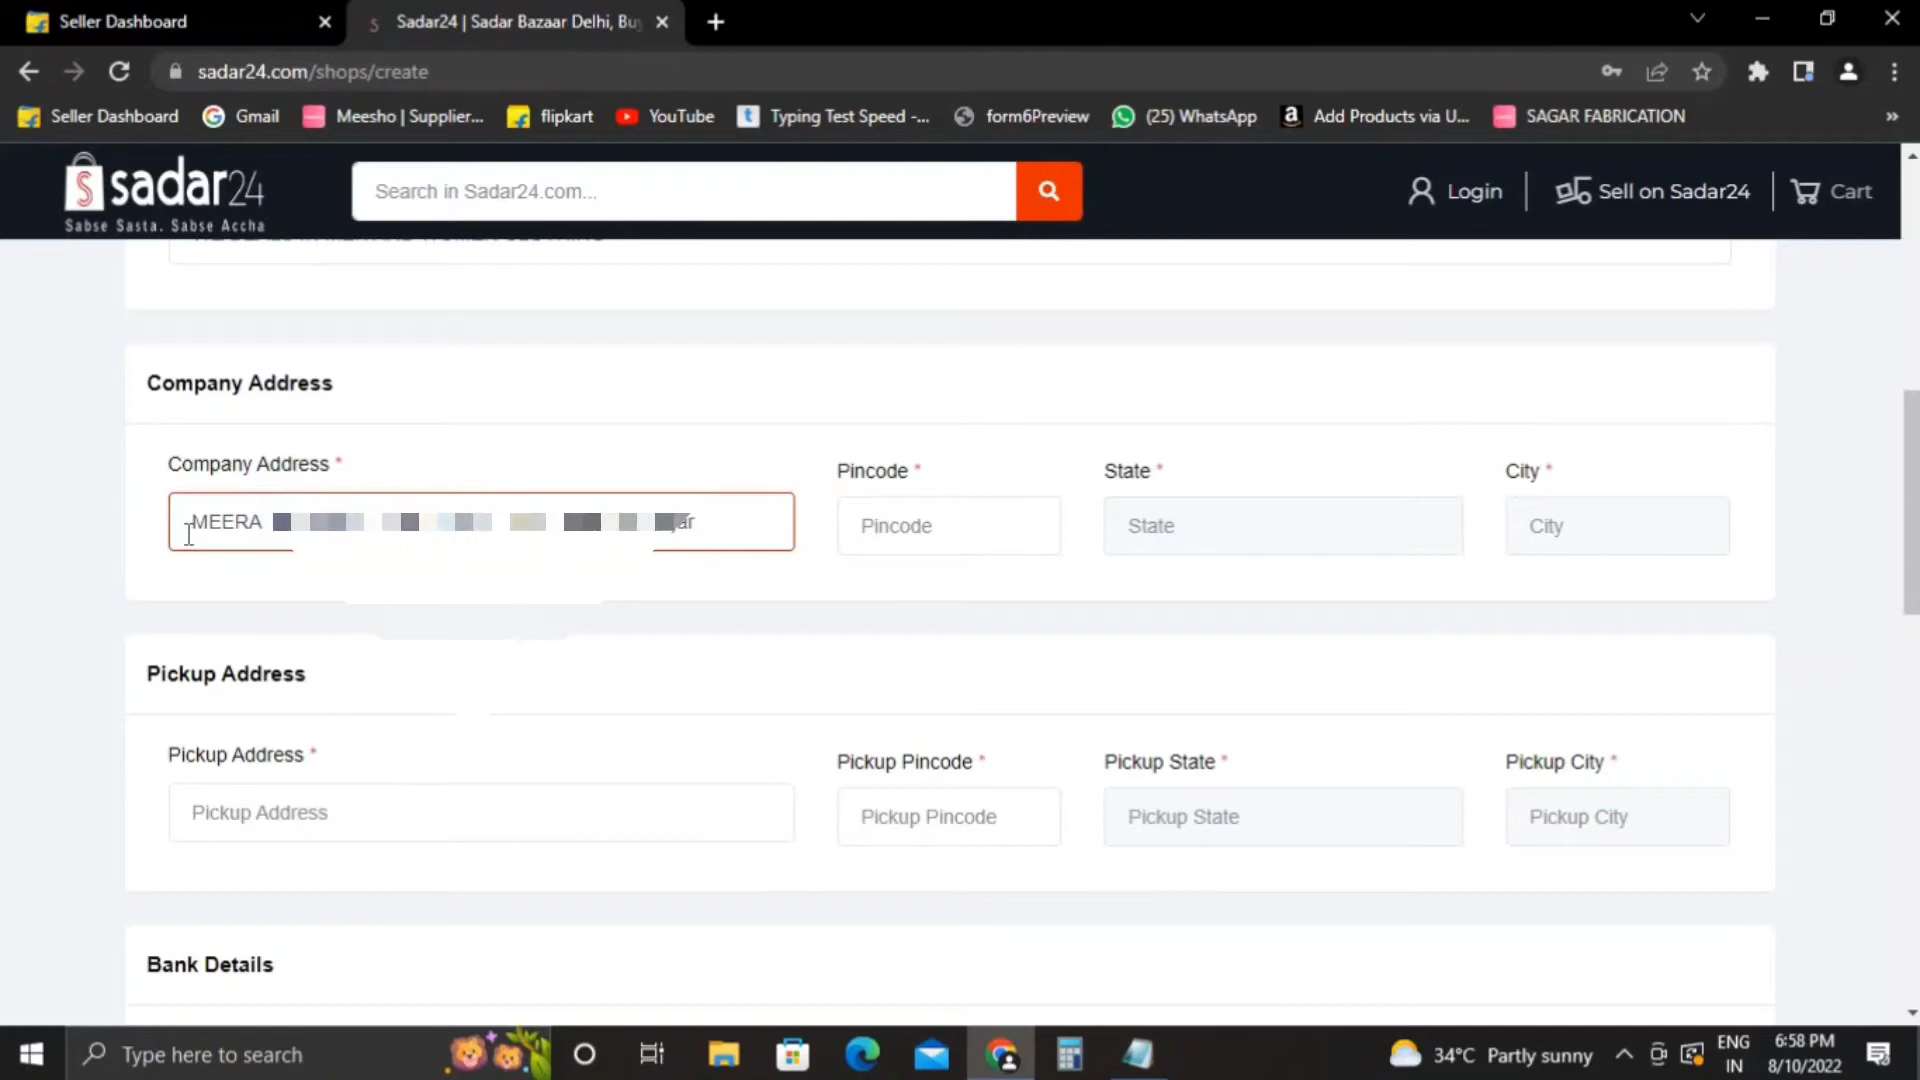 Seller Dashboard
Sadar24 | Sadar Bazaar Delhi, Bu
sadar24.com/shops/create
Seller Dashboard Gmail Meesho | Supplier... flipkart YouTube Typing Test Speed -... form6Preview (25) WhatsApp Add Products via U... SAGAR FABRICATION »
sadar24
Sabse Sasta. Sabse Accha
Search in Sadar24.com...
Login
Sell on Sadar24
Cart
Company Address
Company Address * Pincode * State * City *
MEERA Pincode State City
Pickup Address
Pickup Address * Pickup Pincode * Pickup State * Pickup City *
Pickup Address Pickup Pincode Pickup State Pickup City
Bank Details
Type here to search
34°C Partly sunny
ENG
IN
6:58 PM
8/10/2022